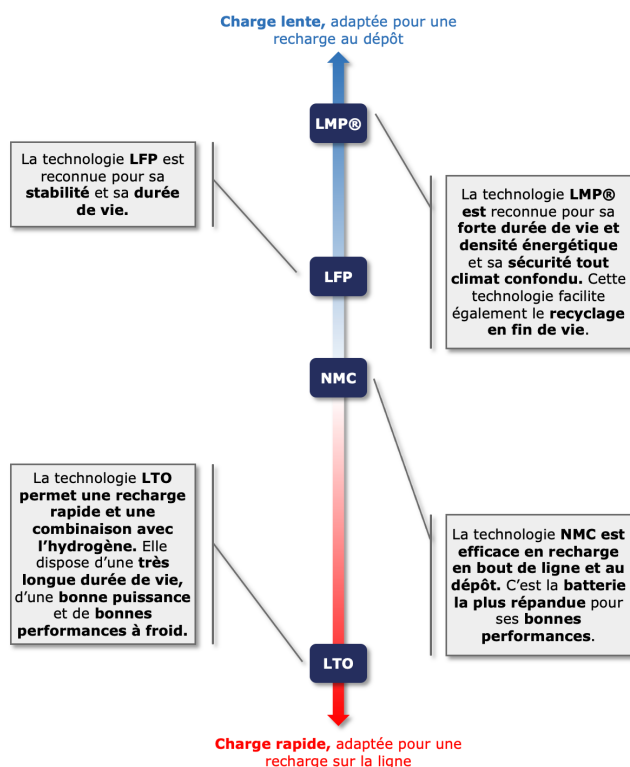 Charge lente, adaptée pour une
recharge au dépôt
LMP®
La technologie LFP est
reconnue pour sa
stabilité et sa durée
de vie.
La technologie LMP®
est reconnue pour sa
forte durée de vie et
densité énergétique
et sa sécurité tout
climat confondu. Cette
technologie facilite
également le recyclage
en fin de vie.
LFP
NMC
La technologie LTO
permet une recharge
rapide et une
combinaison avec
l'hydrogène. Elle
dispose d'une très
longue durée de vie,
d'une bonne puissance
et de bonnes
performances à froid.
La technologie NMC est
efficace en recharge
en bout de ligne et au
dépôt. C'est la batterie
la plus répandue pour
ses bonnes
performances.
LTO
Charge rapide, adaptée pour une
recharge sur la ligne